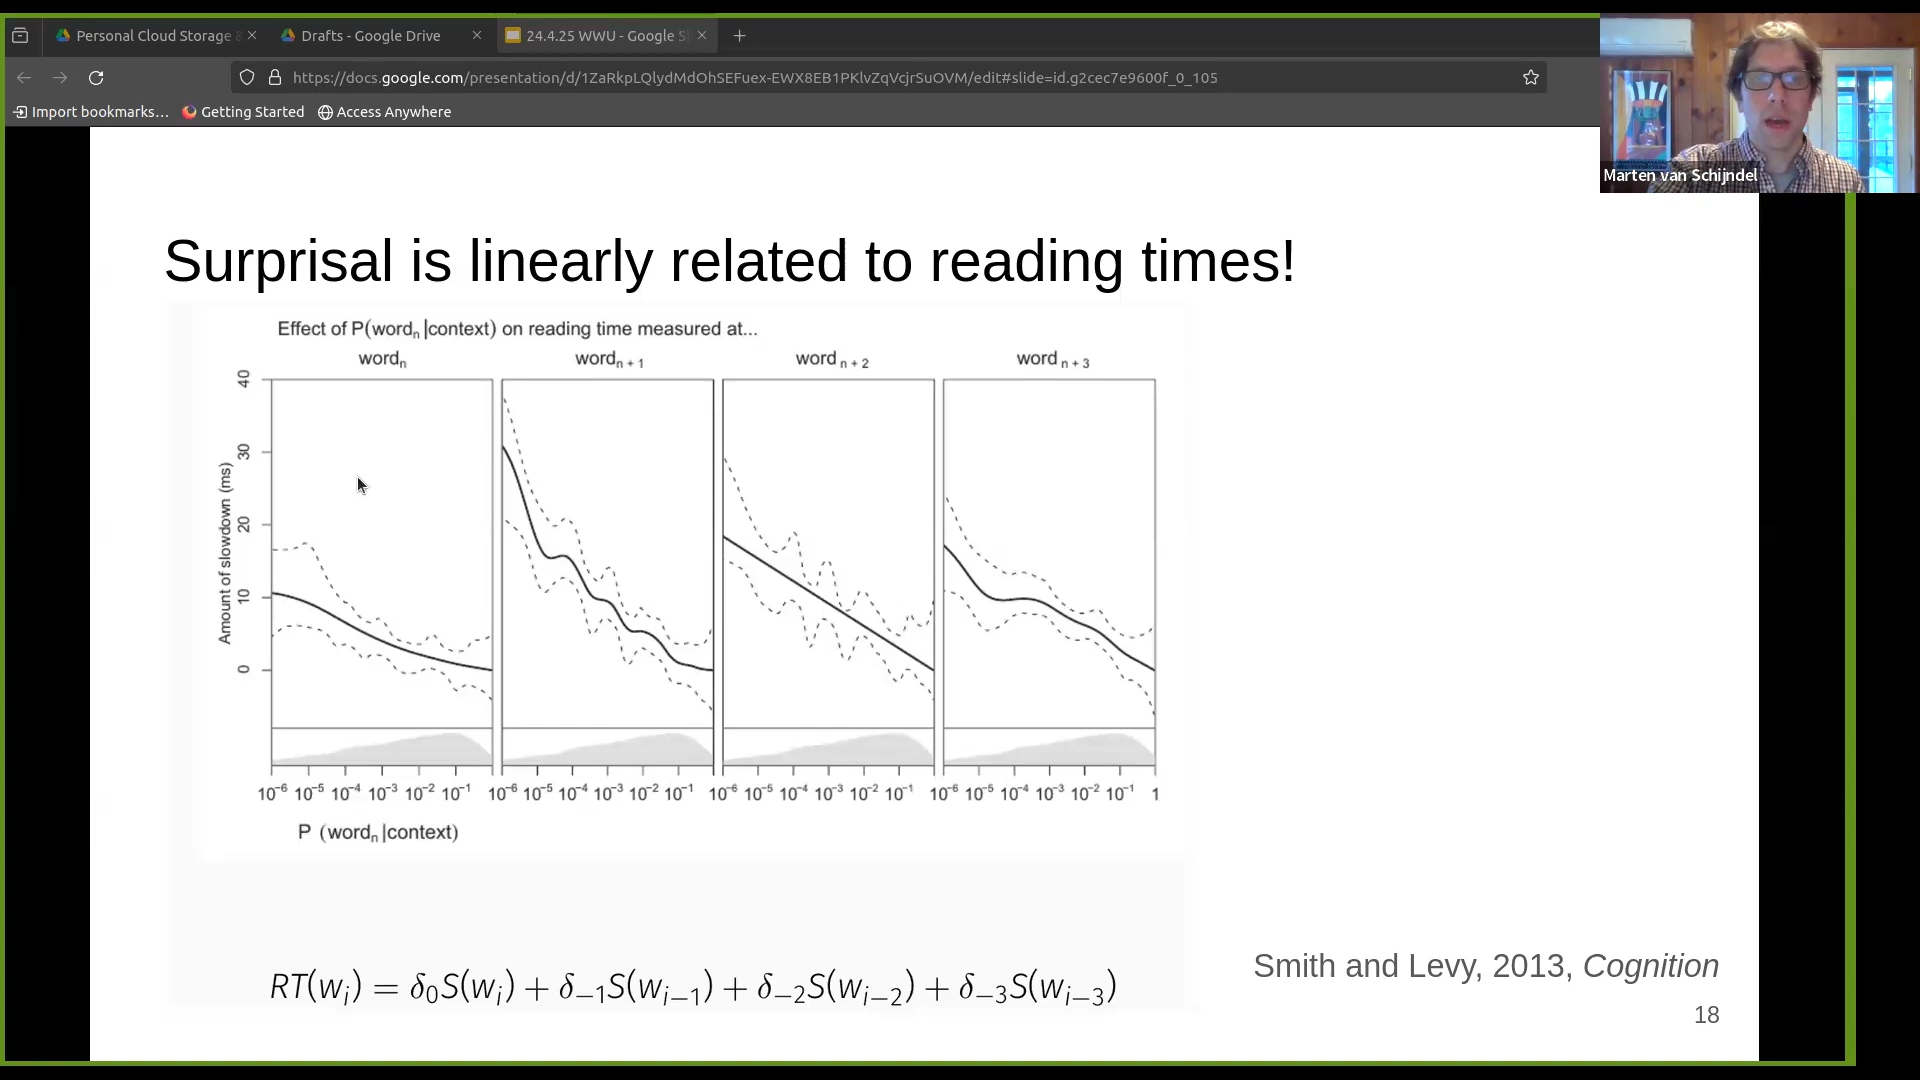 Personal Cloud Storage &
Drafts - Google Drive
24.4.25 WWU - Google S
https://docs.google.com/presentation/d/1ZaRkpLQlydMdOhSEFuex-EWX8EB1PKlvZqVcjrSuOVM/edit#slide=id.g2cec7e9600f_0_105
Import bookmarks… Getting Started Access Anywhere
Marten van Schijndel
Surprisal is linearly related to reading times!
Effect of P(wordₙ|context) on reading time measured at...
wordₙ wordₙ₊₁ wordₙ₊₂ wordₙ₊₃
Amount of slowdown (ms)
40
30
20
10
0
10⁻⁶ 10⁻⁵ 10⁻⁴ 10⁻³ 10⁻² 10⁻¹ 10⁻⁶ 10⁻⁵ 10⁻⁴ 10⁻³ 10⁻² 10⁻¹ 10⁻⁶ 10⁻⁵ 10⁻⁴ 10⁻³ 10⁻² 10⁻¹ 10⁻⁶ 10⁻⁵ 10⁻⁴ 10⁻³ 10⁻² 10⁻¹ 1
P (wordₙ|context)
RT(wᵢ) = δ₀S(wᵢ) + δ₋₁S(wᵢ₋₁) + δ₋₂S(wᵢ₋₂) + δ₋₃S(wᵢ₋₃)
Smith and Levy, 2013, Cognition
18